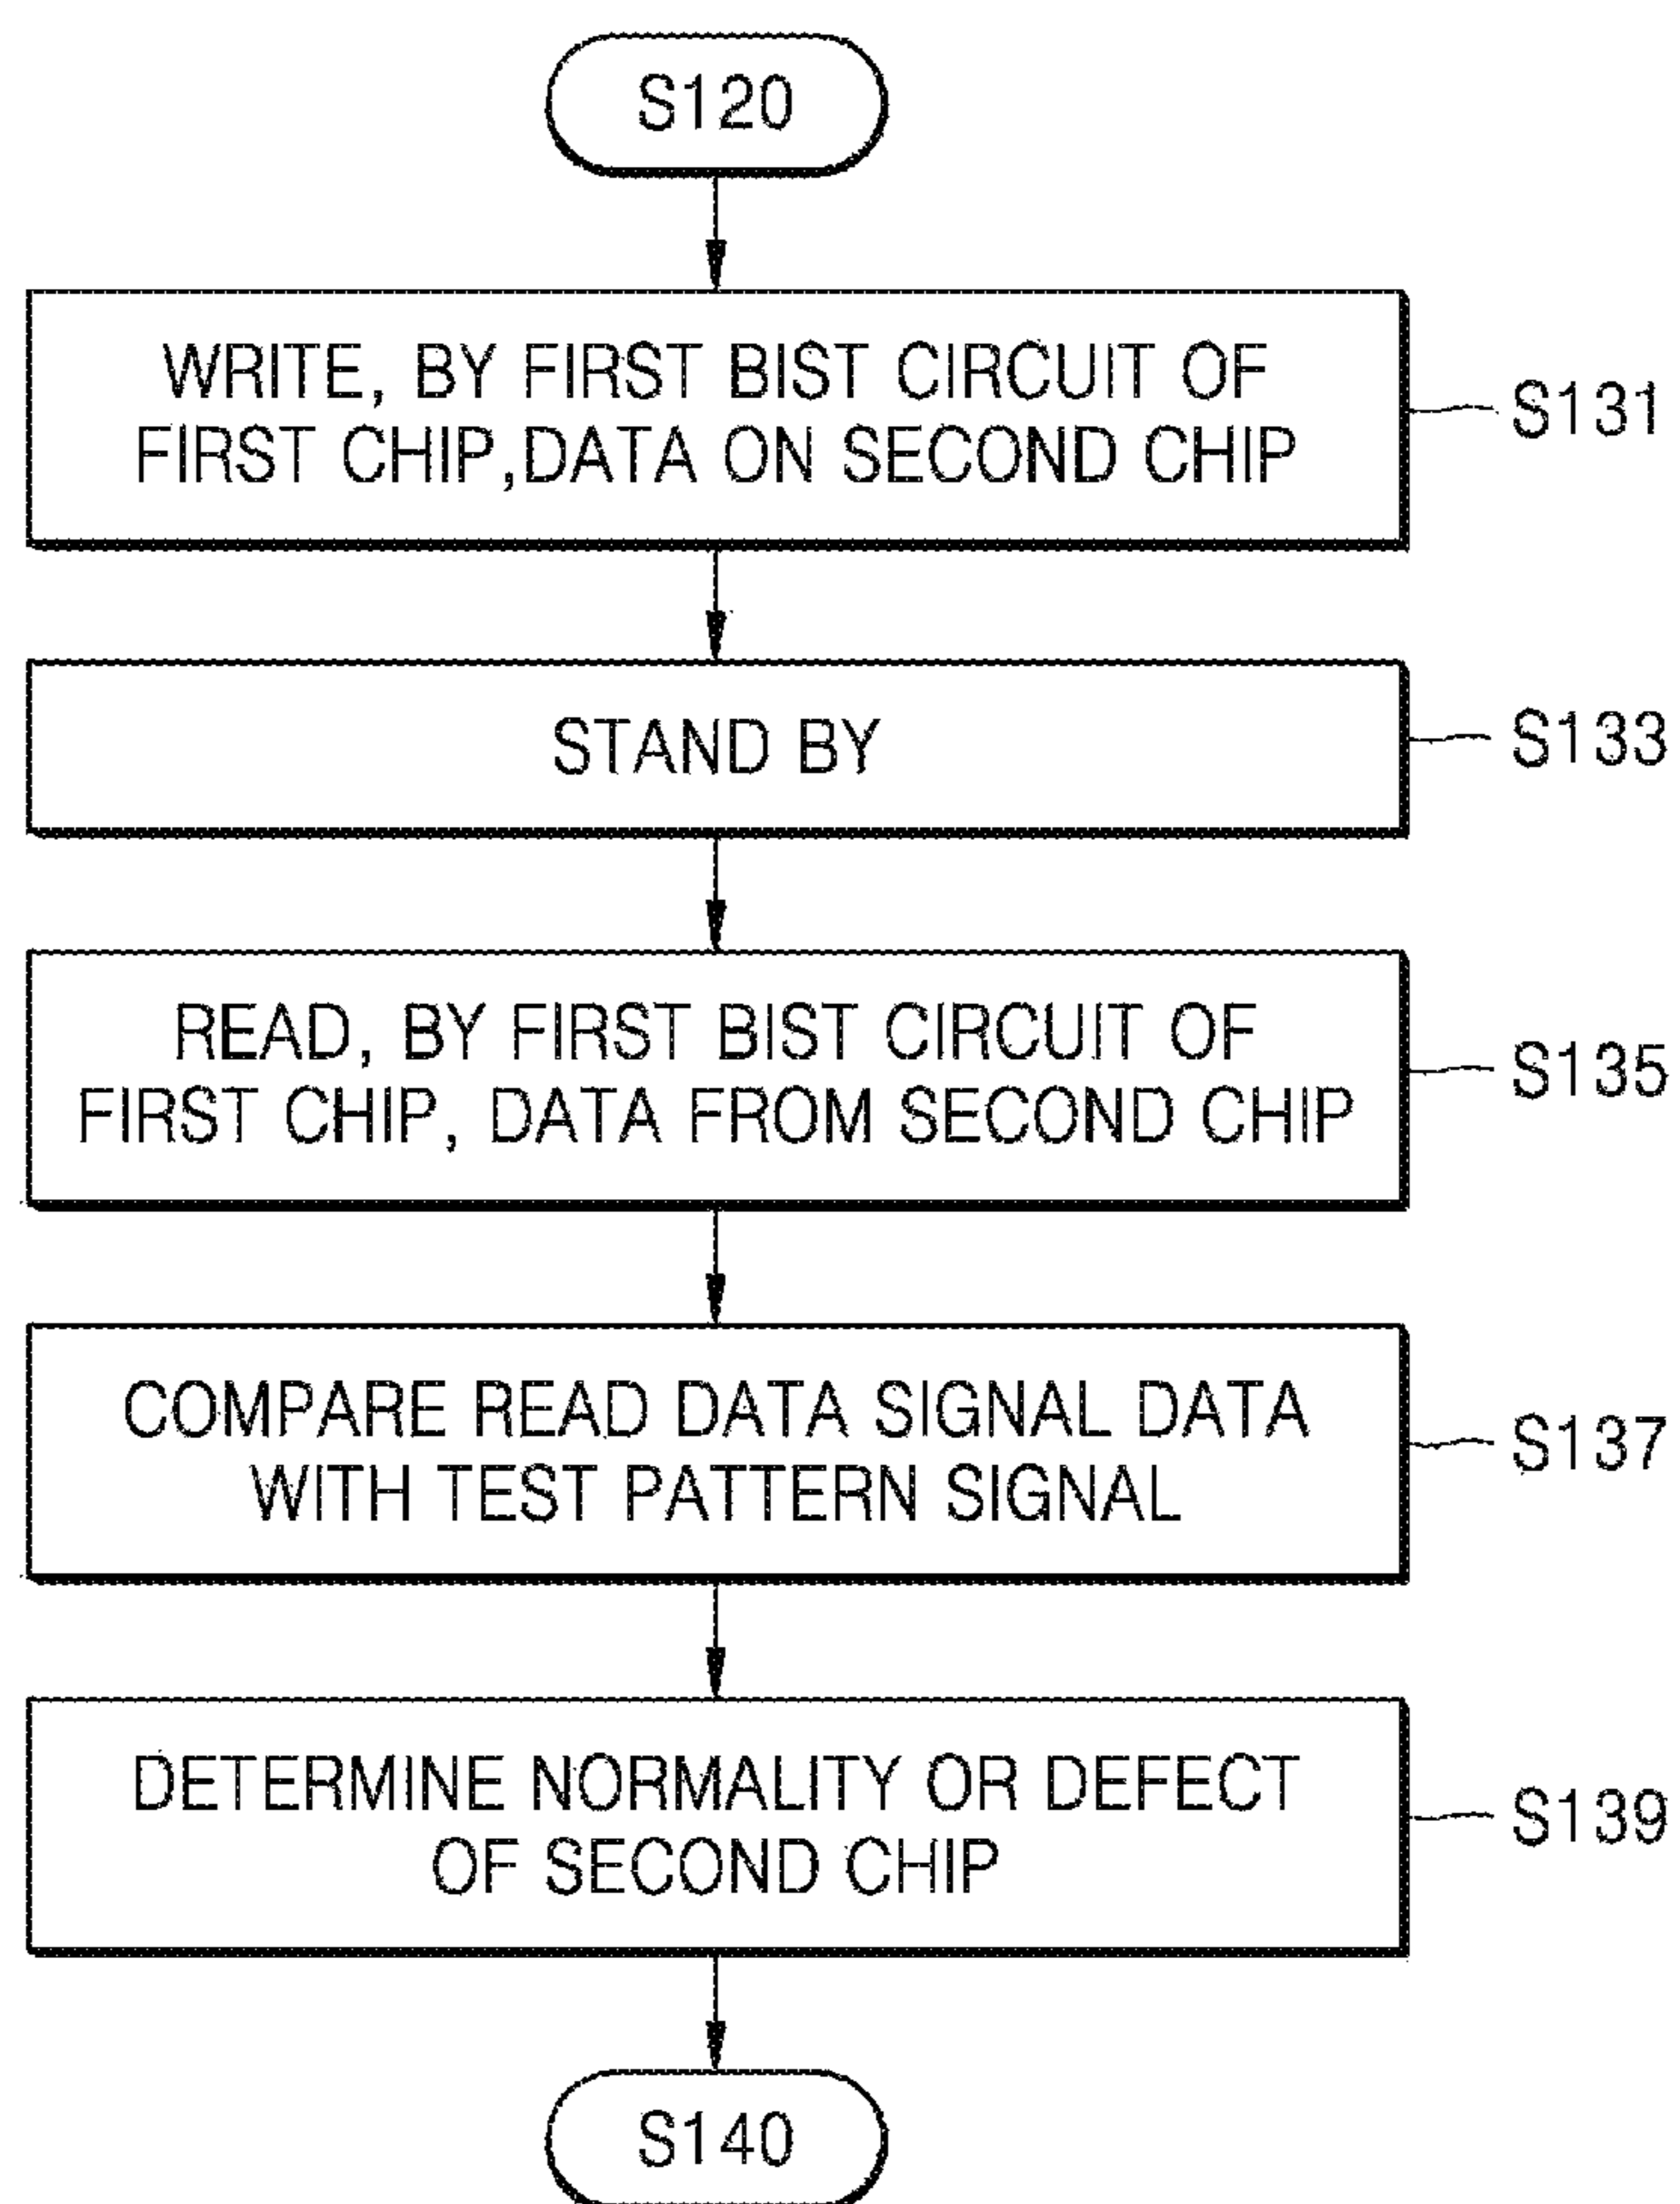 S120
WRITE, BY FIRST BIST CIRCUIT OF
FIRST CHIP,DATA ON SECOND CHIP
S131
STAND BY
S133
READ, BY FIRST BIST CIRCUIT OF
FIRST CHIP, DATA FROM SECOND CHIP
S135
COMPARE READ DATA SIGNAL DATA
WITH TEST PATTERN SIGNAL
S137
DETERMINE NORMALITY OR DEFECT
OF SECOND CHIP
S139
S140